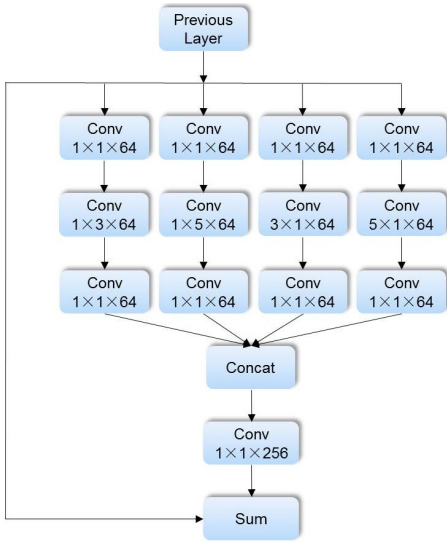 Previous
Layer
Conv
1×1×64
Conv
1×1×64
Conv
1×1×64
Conv
1×1×64
Conv
1×3×64
Conv
1×5×64
Conv
3×1×64
Conv
5×1×64
Conv
1×1×64
Conv
1×1×64
Conv
1×1×64
Conv
1×1×64
Concat
Conv
1×1×256
Sum